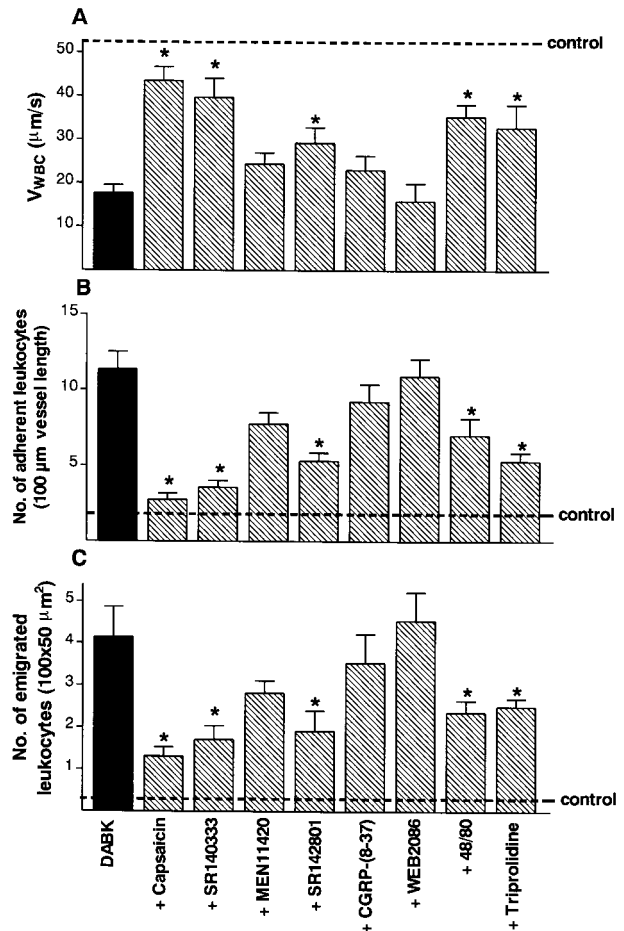 A
control
50
40
30
20
10
V WBC (μm/s)
* * * * *
B
15
10
5
No. of adherent leukocytes
(100 μm vessel length)
* * * * *
control
C
5
4
3
2
1
No. of emigrated
leukocytes (100x50 μm²)
* * * * *
control
DABK
+ Capsaicin
+ SR140333
+ MEN11420
+ SR142801
+ CGRP-(8-37)
+ WEB2086
+ 48/80
+ Triprolidine